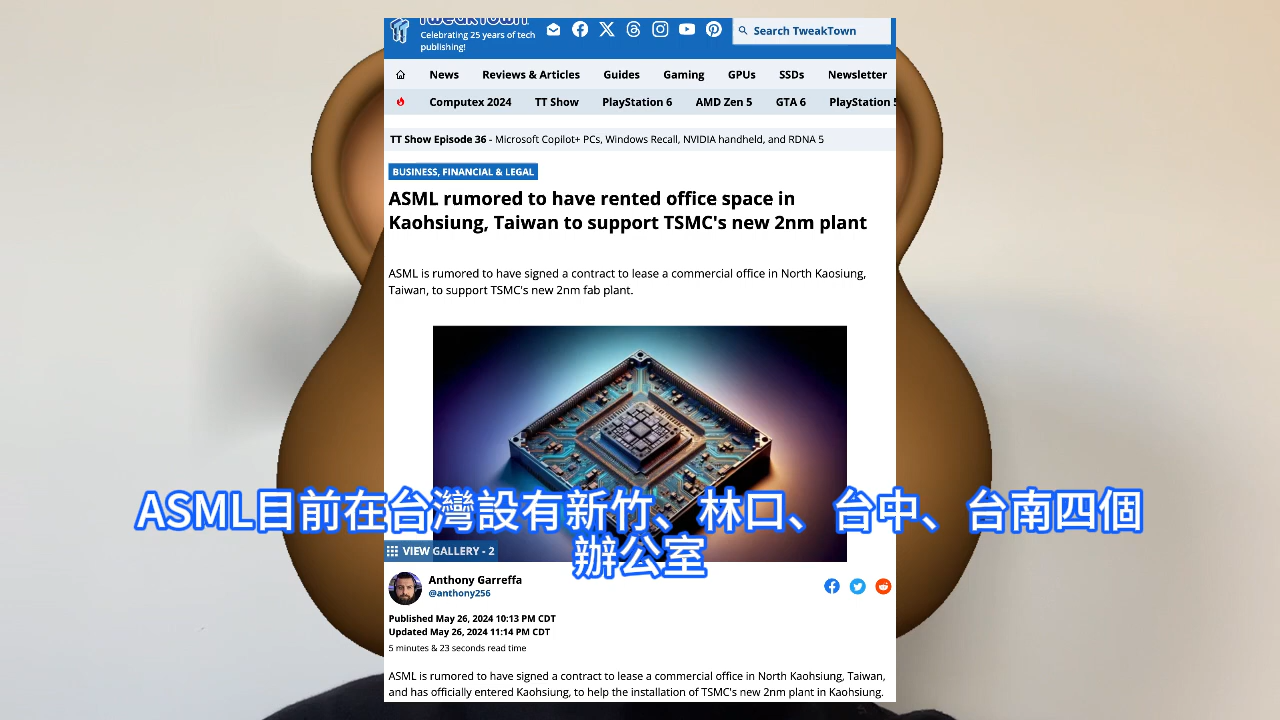 TWEAKTOWN
Celebrating 25 years of tech
publishing!
Search TweakTown
News Reviews & Articles Guides Gaming GPUs SSDs Newsletter
Computex 2024 TT Show PlayStation 6 AMD Zen 5 GTA 6 PlayStation 5
TT Show Episode 36 - Microsoft Copilot+ PCs, Windows Recall, NVIDIA handheld, and RDNA 5
BUSINESS, FINANCIAL & LEGAL
ASML rumored to have rented office space in
Kaohsiung, Taiwan to support TSMC's new 2nm plant
ASML is rumored to have signed a contract to lease a commercial office in North Kaosiung,
Taiwan, to support TSMC's new 2nm fab plant.
ASML目前在台灣設有新竹、林口、台中、台南四個
辦公室
VIEW GALLERY - 2
Anthony Garreffa
@anthony256
Published May 26, 2024 10:13 PM CDT
Updated May 26, 2024 11:14 PM CDT
5 minutes & 23 seconds read time
ASML is rumored to have signed a contract to lease a commercial office in North Kaohsiung, Taiwan,
and has officially entered Kaohsiung, to help the installation of TSMC's new 2nm plant in Kaohsiung.